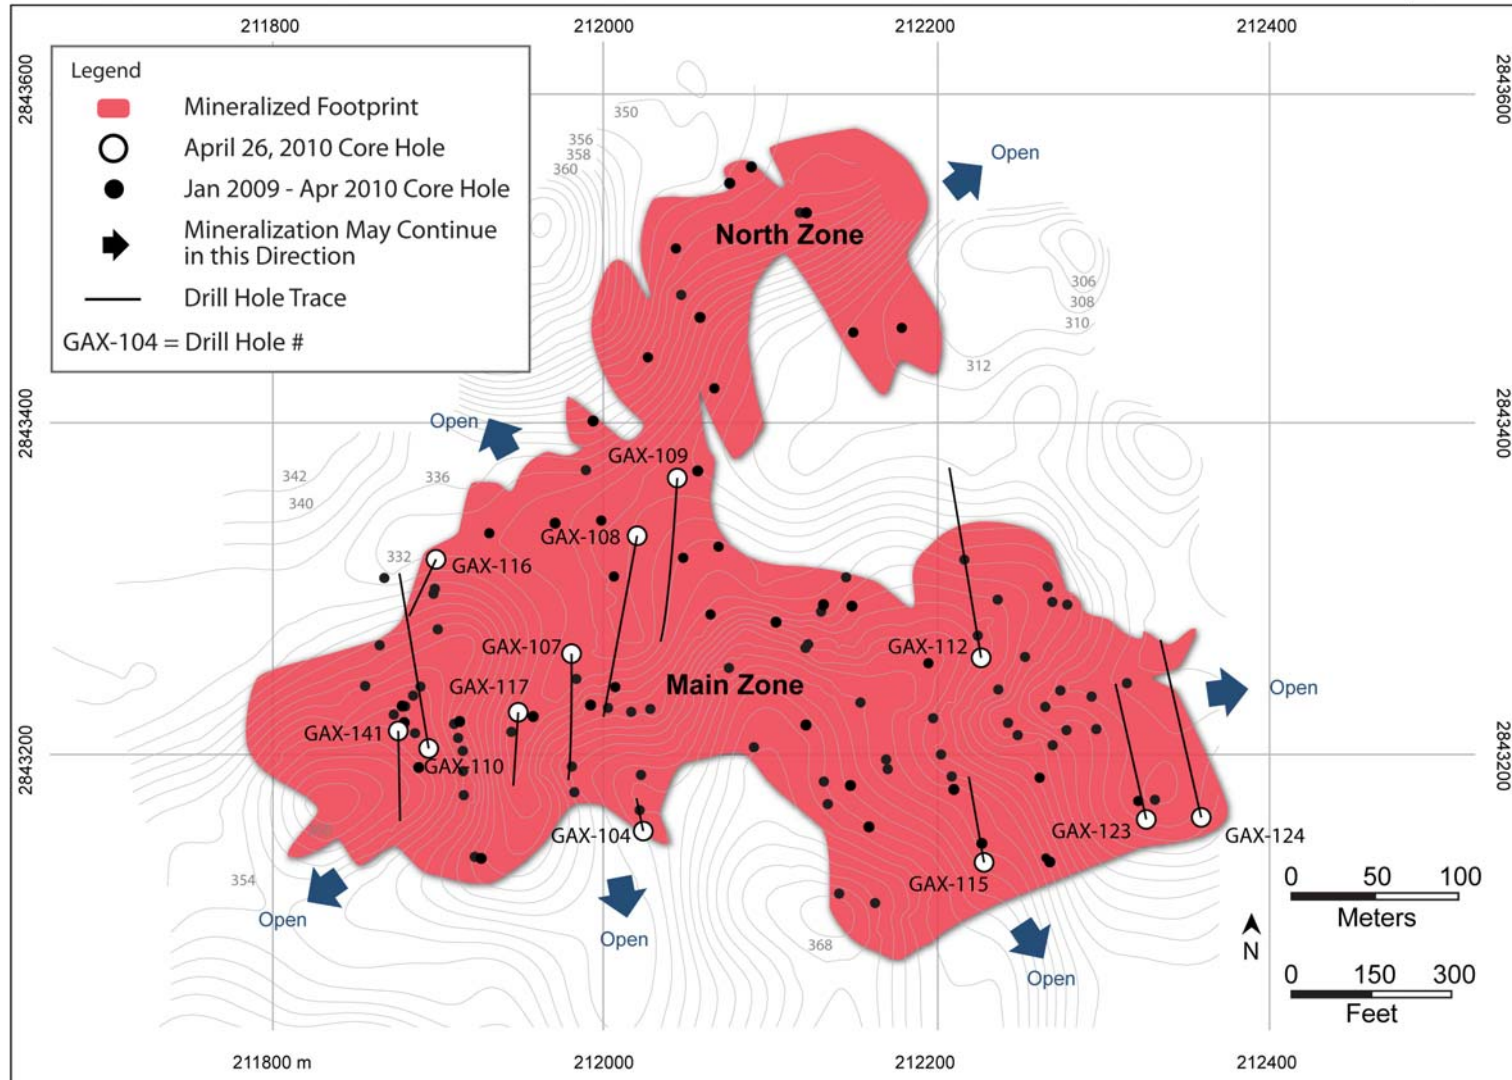 211800
212000
212200
212400
2843600
2843600
Legend
Mineralized Footprint
April 26, 2010 Core Hole
Jan 2009 - Apr 2010 Core Hole
Mineralization May Continue
in this Direction
Drill Hole Trace
GAX-104 = Drill Hole #
350
356
358
360
Open
North Zone
306
308
310
312
2843400
2843400
Open
GAX-109
342
336
340
GAX-108
332
GAX-116
GAX-107
GAX-112
GAX-117
Main Zone
Open
GAX-141
GAX-110
2843200
2843200
GAX-104
GAX-123
GAX-124
354
GAX-115
Open
Open
368
Open
0 50 100
Meters
N
0 150 300
Feet
211800 m
212000
212200
212400